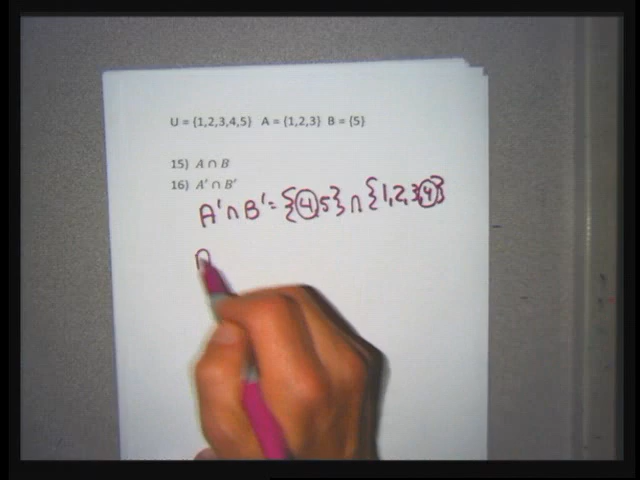 U = {1,2,3,4,5} A = {1,2,3} B = {5}
15) A ∩ B
16) A' ∩ B'
A' ∩ B' = {4,5} ∩ {1,2,3,4}